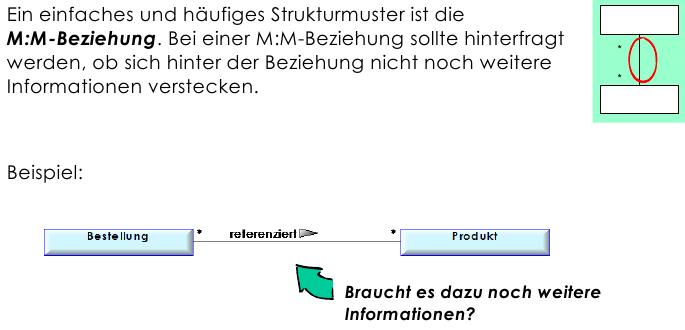 Ein einfaches und häufiges Strukturmuster ist die
M:M-Beziehung. Bei einer M:M-Beziehung sollte hinterfragt
werden, ob sich hinter der Beziehung nicht noch weitere
Informationen verstecken.
*
*
Beispiel:
Bestellung * referenziert * Produkt
Braucht es dazu noch weitere
Informationen?